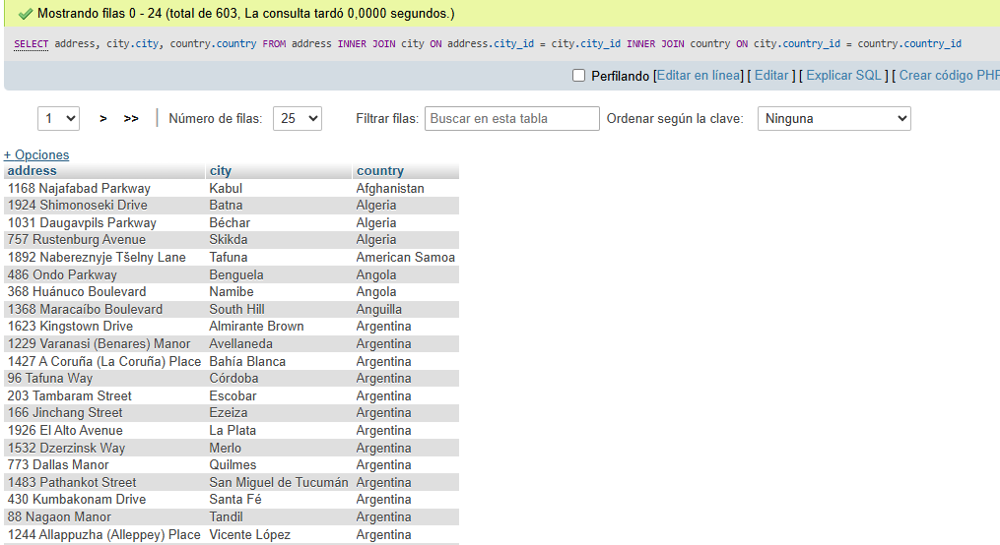 Mostrando filas 0 - 24 (total de 603, La consulta tardó 0,0000 segundos.)
SELECT address, city.city, country.country FROM address INNER JOIN city ON address.city_id = city.city_id INNER JOIN country ON city.country_id = country.country_id
Perfilando [Editar en línea] [ Editar ] [ Explicar SQL ] [ Crear código PHP
1 > >> | Número de filas: 25 Filtrar filas: Buscar en esta tabla Ordenar según la clave: Ninguna
+ Opciones
address city country
1168 Najafabad Parkway Kabul Afghanistan
1924 Shimonoseki Drive Batna Algeria
1031 Daugavpils Parkway Béchar Algeria
757 Rustenburg Avenue Skikda Algeria
1892 Nabereznyje Tšelny Lane Tafuna American Samoa
486 Ondo Parkway Benguela Angola
368 Huánuco Boulevard Namibe Angola
1368 Maracaíbo Boulevard South Hill Anguilla
1623 Kingstown Drive Almirante Brown Argentina
1229 Varanasi (Benares) Manor Avellaneda Argentina
1427 A Coruña (La Coruña) Place Bahía Blanca Argentina
96 Tafuna Way Córdoba Argentina
203 Tambaram Street Escobar Argentina
166 Jinchang Street Ezeiza Argentina
1926 El Alto Avenue La Plata Argentina
1532 Dzerzinsk Way Merlo Argentina
773 Dallas Manor Quilmes Argentina
1483 Pathankot Street San Miguel de Tucumán Argentina
430 Kumbakonam Drive Santa Fé Argentina
88 Nagaon Manor Tandil Argentina
1244 Allappuzha (Alleppey) Place Vicente López Argentina